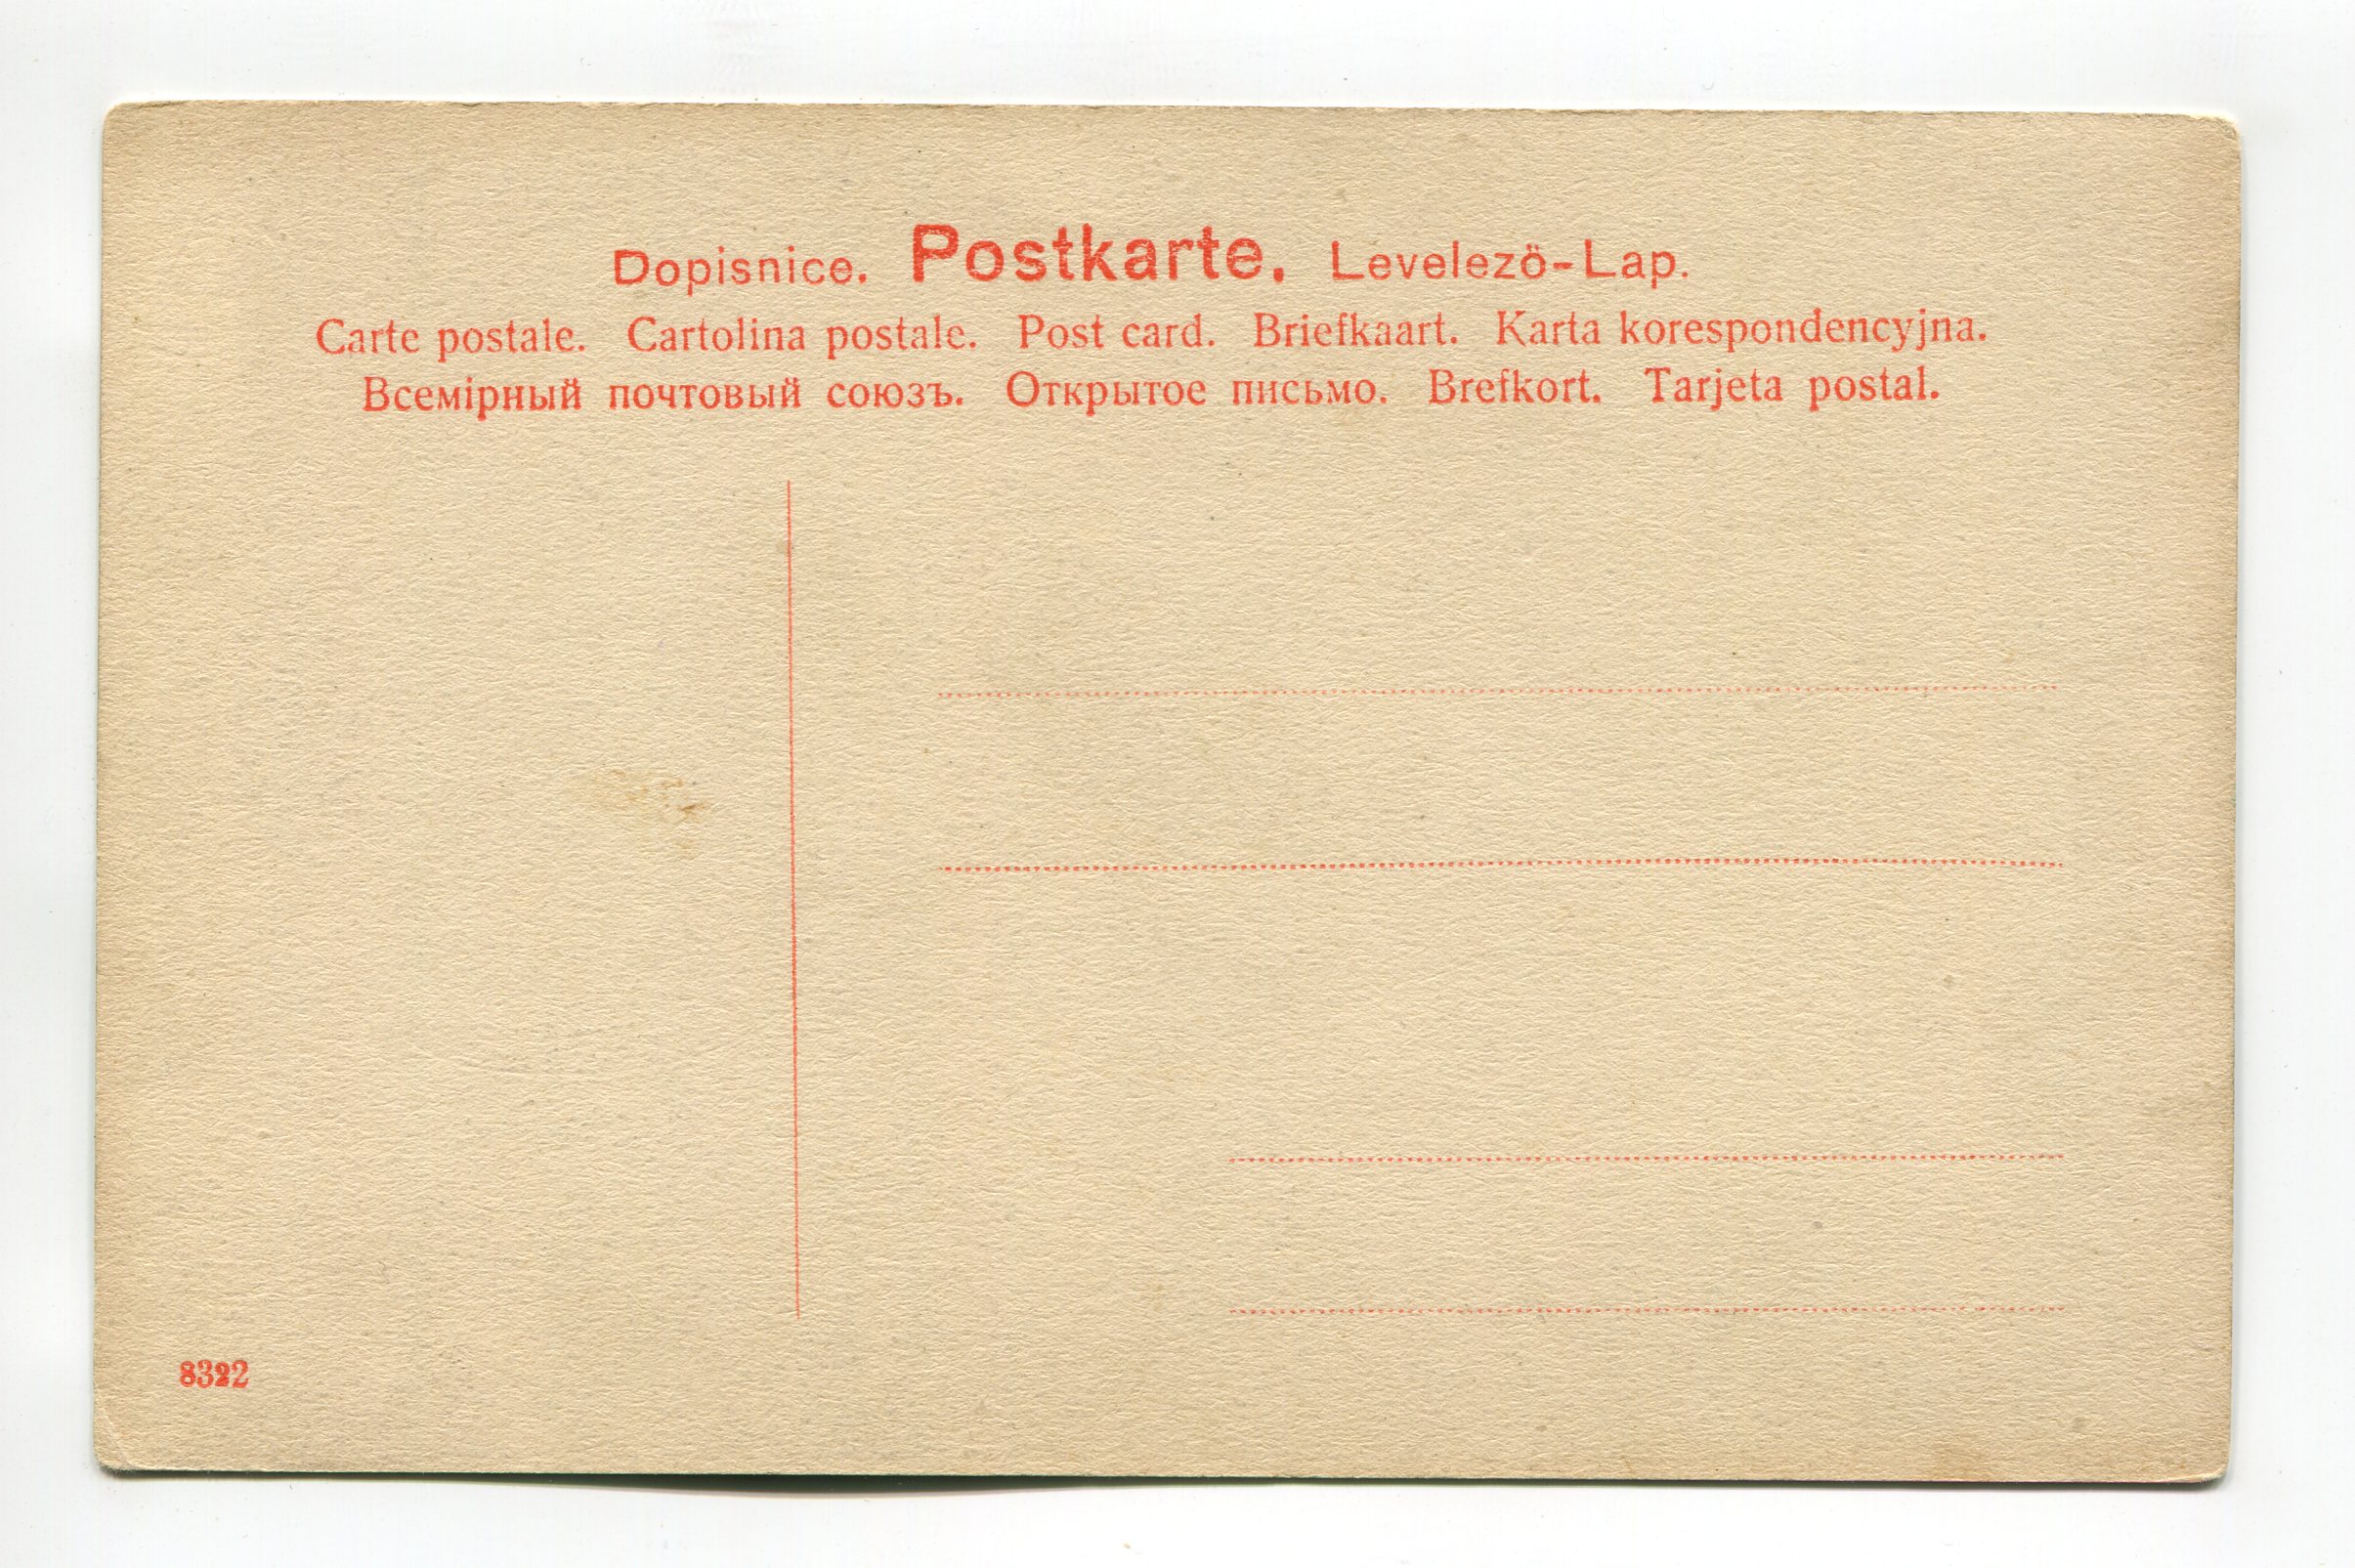 Dopisnice. Postkarte. Levelezö-Lap.
Carte postale. Cartolina postale. Post card. Briefkaart. Karta korespondencyjna.
Всемірный почтовый союзъ. Открытое письмо. Brefkort. Tarjeta postal.
8322